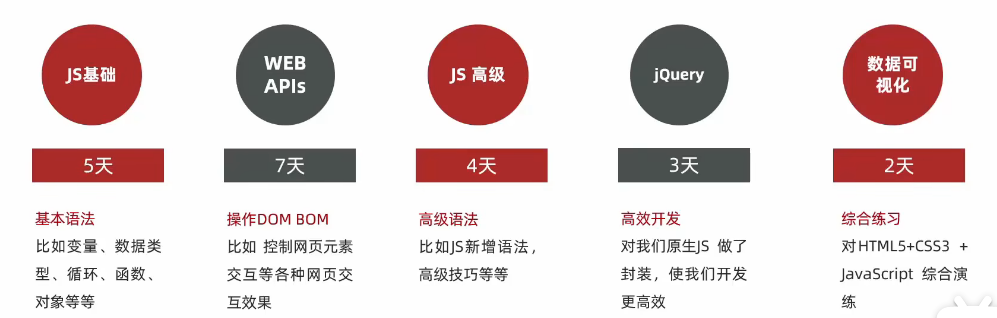 JS基础
WEB
APIs
JS 高级
jQuery
数据可
视化
5天
7天
4天
3天
2天
基本语法
比如变量、数据类
型、循环、函数、
对象等等
操作DOM BOM
比如 控制网页元素
交互等各种网页交
互效果
高级语法
比如JS新增语法，
高级技巧等等
高效开发
对我们原生JS 做了
封装，使我们开发
更高效
综合练习
对HTML5+CSS3 +
JavaScript 综合演
练